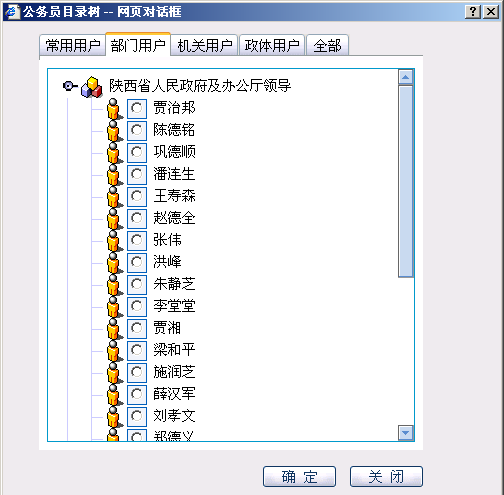 公务员目录树 -- 网页对话框
常用用户 部门用户 机关用户 政体用户 全部
陕西省人民政府及办公厅领导
贾治邦
陈德铭
巩德顺
潘连生
王寿森
赵德全
张伟
洪峰
朱静芝
李堂堂
贾湘
梁和平
施润芝
薛汉军
刘孝文
郑德义
确 定 关 闭